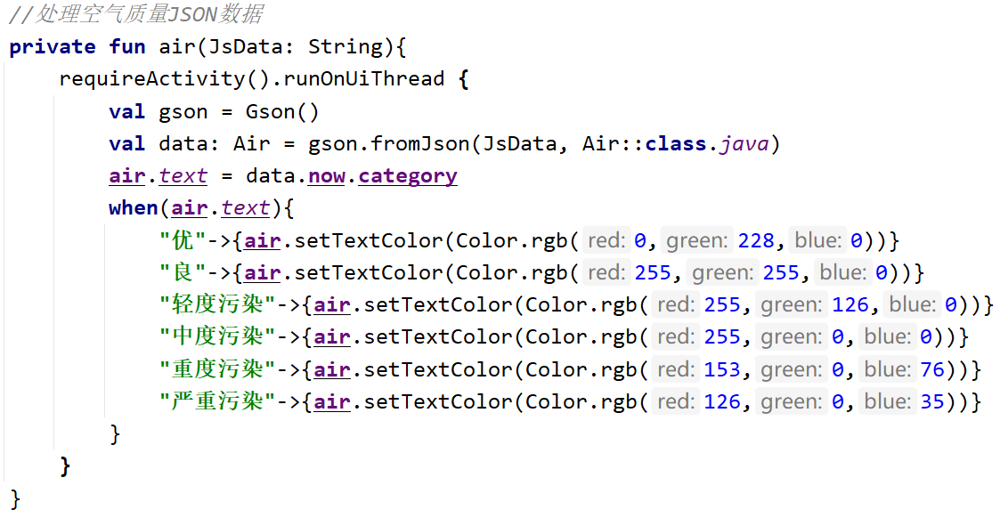 //处理空气质量JSON数据
private fun air(JsData: String){
    requireActivity().runOnUiThread {
        val gson = Gson()
        val data: Air = gson.fromJson(JsData, Air::class.java)
        air.text = data.now.category
        when(air.text){
            "优"->{air.setTextColor(Color.rgb( red: 0, green: 228, blue: 0))}
            "良"->{air.setTextColor(Color.rgb( red: 255, green: 255, blue: 0))}
            "轻度污染"->{air.setTextColor(Color.rgb( red: 255, green: 126, blue: 0))}
            "中度污染"->{air.setTextColor(Color.rgb( red: 255, green: 0, blue: 0))}
            "重度污染"->{air.setTextColor(Color.rgb( red: 153, green: 0, blue: 76))}
            "严重污染"->{air.setTextColor(Color.rgb( red: 126, green: 0, blue: 35))}
        }
    }
}